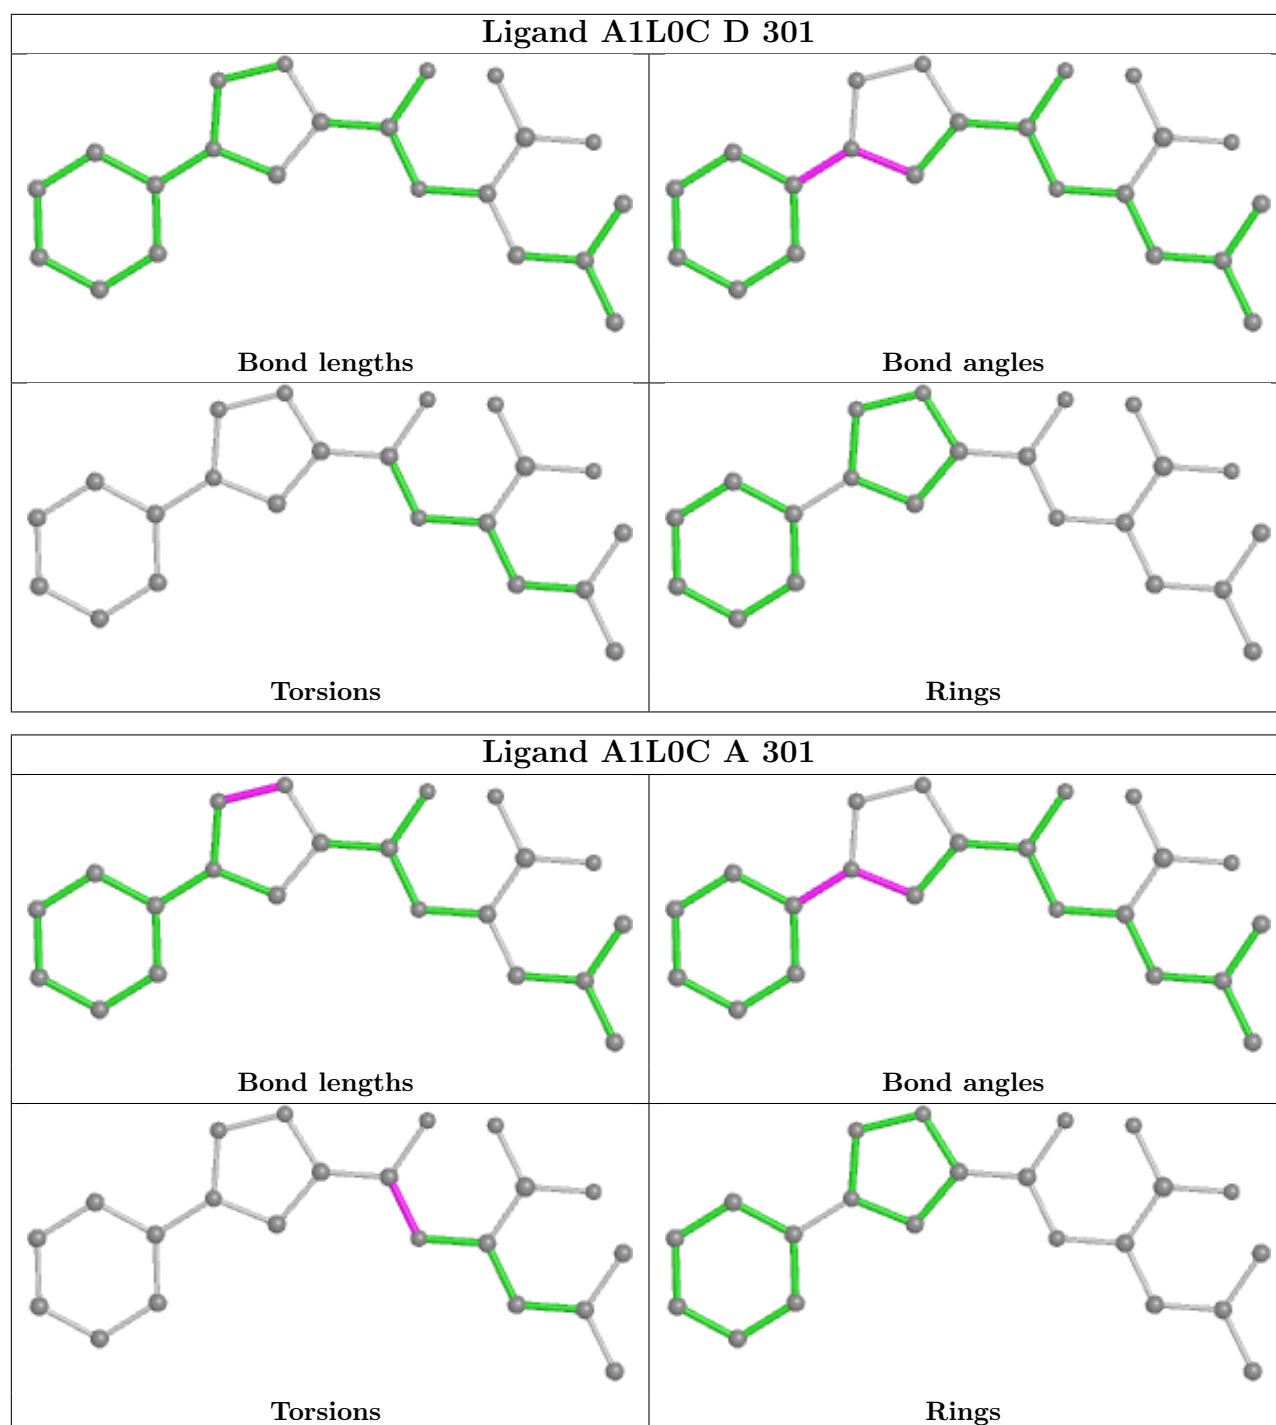 Ligand A1L0C D 301
Bond lengths
Bond angles
Torsions
Rings
Ligand A1L0C A 301
Bond lengths
Bond angles
Torsions
Rings